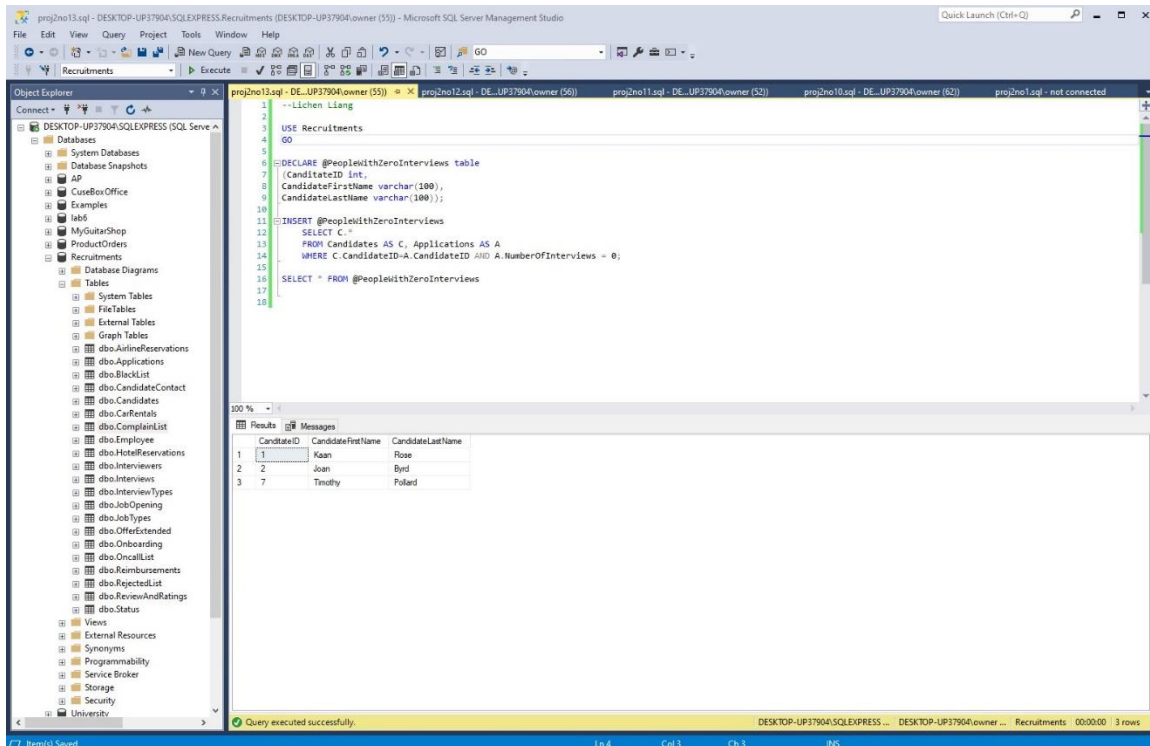 proj2no13.sql - DESKTOP-UP37904\SQLEXPRESS.Recruitments (DESKTOP-UP37904\owner (55)) - Microsoft SQL Server Management Studio
Quick Launch (Ctrl+Q)
File Edit View Query Project Tools Window Help
New Query
GO
Recruitments
Execute
Object Explorer
proj2no13.sql - DE...UP37904\owner (55))
proj2no12.sql - DE...UP37904\owner (56))
proj2no11.sql - DE...UP37904\owner (52))
proj2no10.sql - DE...UP37904\owner (62))
proj2no1.sql - not connected
Connect
DESKTOP-UP37904\SQLEXPRESS (SQL Serve
Databases
System Databases
Database Snapshots
AP
CuseBoxOffice
Examples
lab6
MyGuitarShop
ProductOrders
Recruitments
Database Diagrams
Tables
System Tables
FileTables
External Tables
Graph Tables
dbo.AirlineReservations
dbo.Applications
dbo.BlackList
dbo.CandidateContact
dbo.Candidates
dbo.CarRentals
dbo.ComplainList
dbo.Employee
dbo.HotelReservations
dbo.Interviewers
dbo.Interviews
dbo.InterviewTypes
dbo.JobOpening
dbo.JobTypes
dbo.OfferExtended
dbo.Onboarding
dbo.OncallList
dbo.Reimbursements
dbo.RejectedList
dbo.ReviewAndRatings
dbo.Status
Views
External Resources
Synonyms
Programmability
Service Broker
Storage
Security
University
1 --Lichen Liang
2
3 USE Recruitments
4 GO
5
6 DECLARE @PeopleWithZeroInterviews table
7 (CanditateID int,
8 CandidateFirstName varchar(100),
9 CandidateLastName varchar(100));
10
11 INSERT @PeopleWithZeroInterviews
12 SELECT C.*
13 FROM Candidates AS C, Applications AS A
14 WHERE C.CandidateID=A.CandidateID AND A.NumberOfInterviews = 0;
15
16 SELECT * FROM @PeopleWithZeroInterviews
17
18
100 %
Results Messages
CanditateID CandidateFirstName CandidateLastName
1 1 Kaan Rose
2 2 Joan Byrd
3 7 Timothy Pollard
Query executed successfully.
DESKTOP-UP37904\SQLEXPRESS ... DESKTOP-UP37904\owner ... Recruitments 00:00:00 3 rows
Item(s) Saved Ln 4 Col 3 Ch 3 INS